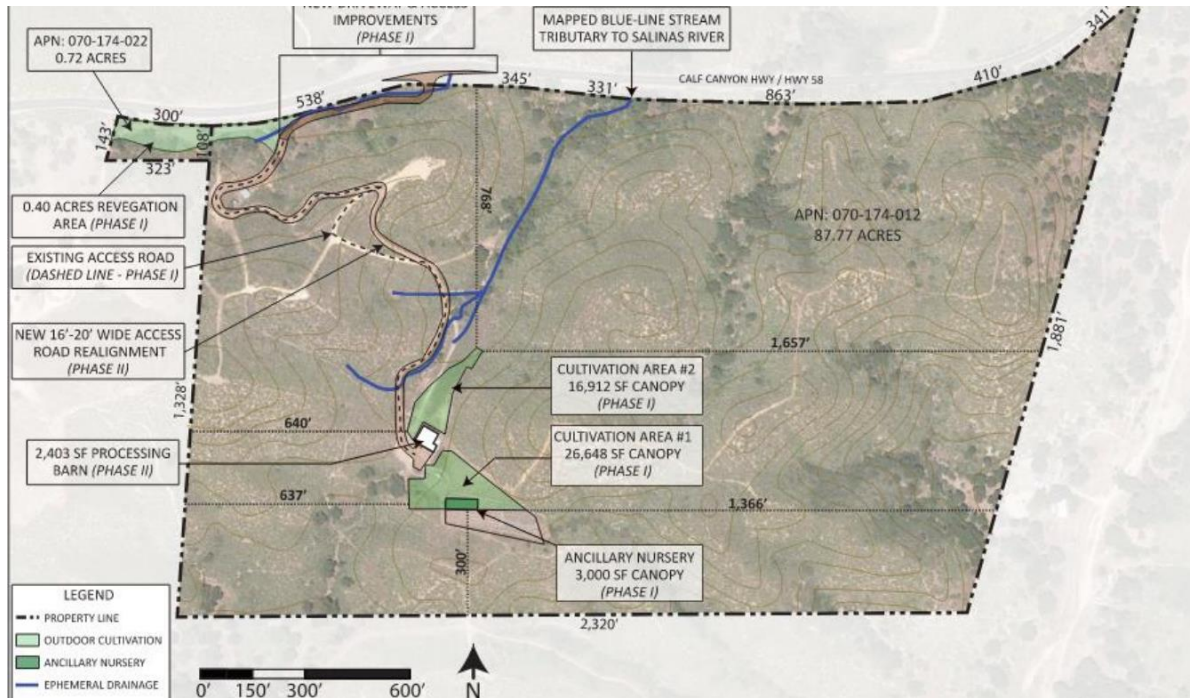 NEW DRIVEWAY & ACCESS
IMPROVEMENTS
(PHASE I)
MAPPED BLUE-LINE STREAM
TRIBUTARY TO SALINAS RIVER
341'
APN: 070-174-022
0.72 ACRES
345'
331'
CALF CANYON HWY / HWY 58
863'
410'
300'
538'
143'
108'
323'
768'
0.40 ACRES REVEGATION
AREA (PHASE I)
APN: 070-174-012
87.77 ACRES
EXISTING ACCESS ROAD
(DASHED LINE - PHASE I)
NEW 16'-20' WIDE ACCESS
ROAD REALIGNMENT
(PHASE II)
1,657'
1,881'
1,328'
CULTIVATION AREA #2
16,912 SF CANOPY
(PHASE I)
640'
CULTIVATION AREA #1
26,648 SF CANOPY
(PHASE I)
2,403 SF PROCESSING
BARN (PHASE II)
637'
1,366'
ANCILLARY NURSERY
3,000 SF CANOPY
(PHASE I)
300'
2,320'
LEGEND
PROPERTY LINE
OUTDOOR CULTIVATION
ANCILLARY NURSERY
EPHEMERAL DRAINAGE
0' 150' 300' 600'
N